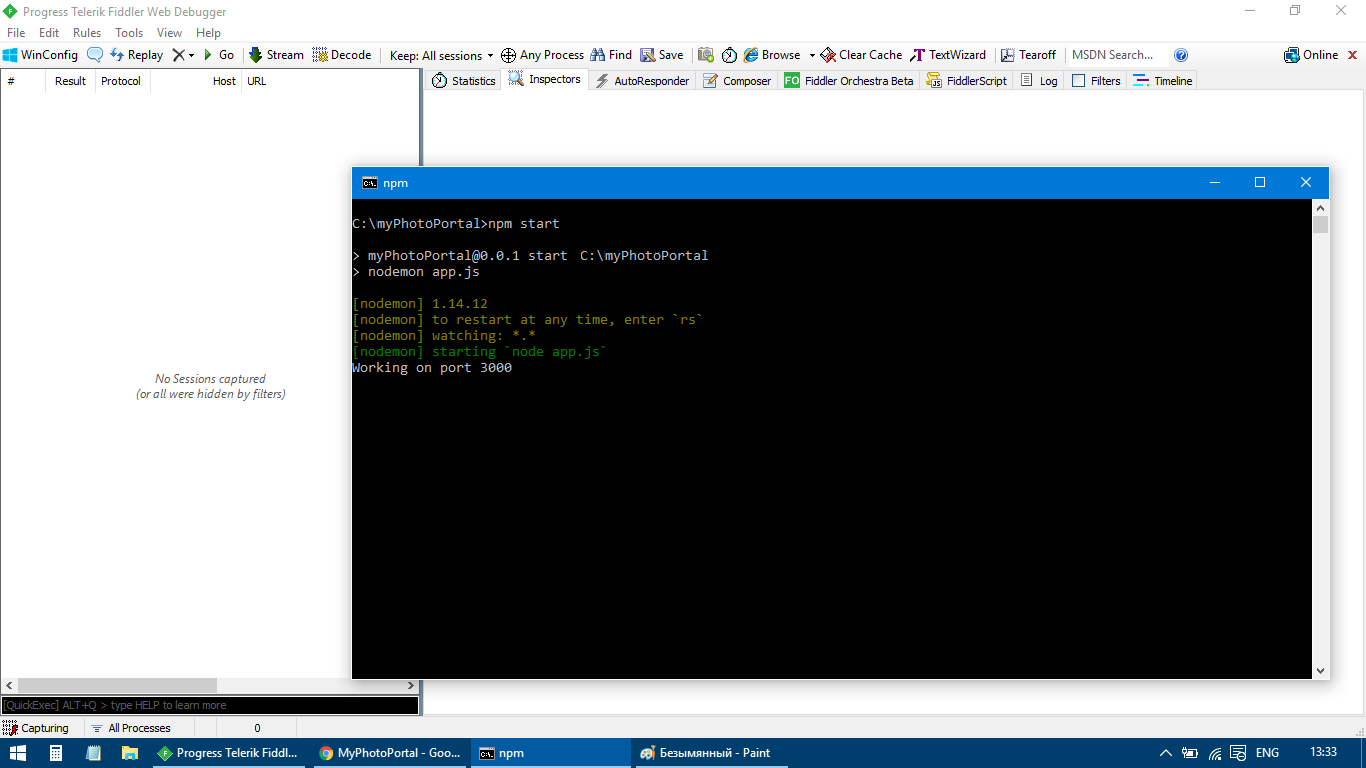 Progress Telerik Fiddler Web Debugger
File Edit Rules Tools View Help
WinConfig Replay Go Stream Decode Keep: All sessions Any Process Find Save Browse Clear Cache TextWizard Tearoff MSDN Search... Online
# Result Protocol Host URL
Statistics Inspectors AutoResponder Composer FO Fiddler Orchestra Beta FiddlerScript Log Filters Timeline
No Sessions captured
(or all were hidden by filters)
npm
C:\myPhotoPortal>npm start
> myPhotoPortal@0.0.1 start C:\myPhotoPortal
> nodemon app.js
[nodemon] 1.14.12
[nodemon] to restart at any time, enter `rs`
[nodemon] watching: *.*
[nodemon] starting `node app.js`
Working on port 3000
[QuickExec] ALT+Q > type HELP to learn more
Capturing All Processes 0
Progress Telerik Fiddl... MyPhotoPortal - Goo... npm Безымянный - Paint ENG 13:33